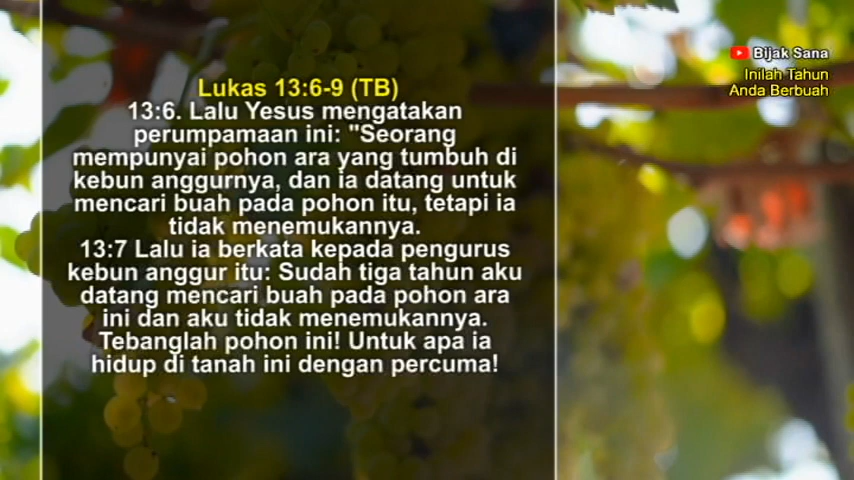 Lukas 13:6-9 (TB)
13:6. Lalu Yesus mengatakan
perumpamaan ini: "Seorang
mempunyai pohon ara yang tumbuh di
kebun anggurnya, dan ia datang untuk
mencari buah pada pohon itu, tetapi ia
tidak menemukannya.
13:7 Lalu ia berkata kepada pengurus
kebun anggur itu: Sudah tiga tahun aku
datang mencari buah pada pohon ara
ini dan aku tidak menemukannya.
Tebanglah pohon ini! Untuk apa ia
hidup di tanah ini dengan percuma!
Bijak Sana
Inilah Tahun
Anda Berbuah